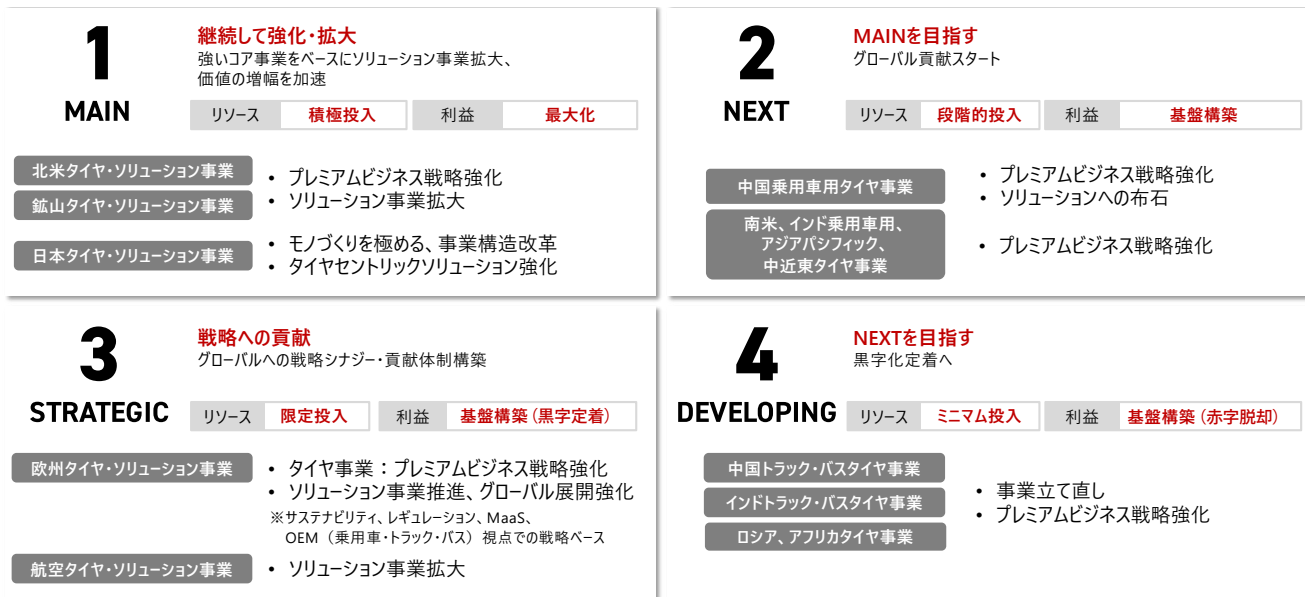 1
MAIN
継続して強化・拡大
強いコア事業をベースにソリューション事業拡大、
価値の増幅を加速
リソース 積極投入 利益 最大化
北米タイヤ・ソリューション事業
鉱山タイヤ・ソリューション事業
• プレミアムビジネス戦略強化
• ソリューション事業拡大
日本タイヤ・ソリューション事業
• モノづくりを極める、事業構造改革
• タイヤセントリックソリューション強化
2
NEXT
MAINを目指す
グローバル貢献スタート
リソース 段階的投入 利益 基盤構築
中国乗用車用タイヤ事業
• プレミアムビジネス戦略強化
• ソリューションへの布石
南米、インド乗用車用、
アジアパシフィック、
中近東タイヤ事業
• プレミアムビジネス戦略強化
3
STRATEGIC
戦略への貢献
グローバルへの戦略シナジー・貢献体制構築
リソース 限定投入 利益 基盤構築（黒字定着）
欧州タイヤ・ソリューション事業
• タイヤ事業：プレミアムビジネス戦略強化
• ソリューション事業推進、グローバル展開強化
※サステナビリティ、レギュレーション、MaaS、
OEM（乗用車・トラック・バス）視点での戦略ベース
航空タイヤ・ソリューション事業
• ソリューション事業拡大
4
DEVELOPING
NEXTを目指す
黒字化定着へ
リソース ミニマム投入 利益 基盤構築（赤字脱却）
中国トラック・バスタイヤ事業
インドトラック・バスタイヤ事業
ロシア、アフリカタイヤ事業
• 事業立て直し
• プレミアムビジネス戦略強化